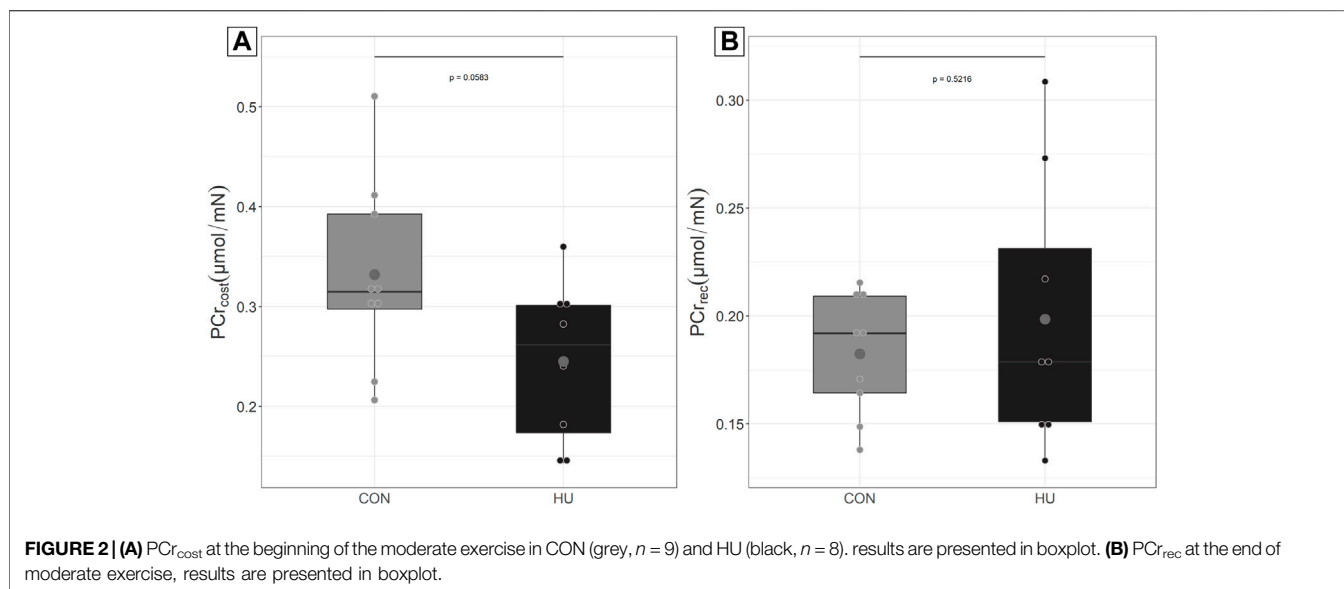 A
p = 0.0583
0.5
0.4
0.3
0.2
PCrcost(µmol/mN)
CON HU
B
p = 0.5216
0.30
0.25
0.20
0.15
PCrrec(µmol/mN)
CON HU
FIGURE 2 | (A) PCrcost at the beginning of the moderate exercise in CON (grey, n = 9) and HU (black, n = 8). results are presented in boxplot. (B) PCrrec at the end of
moderate exercise, results are presented in boxplot.